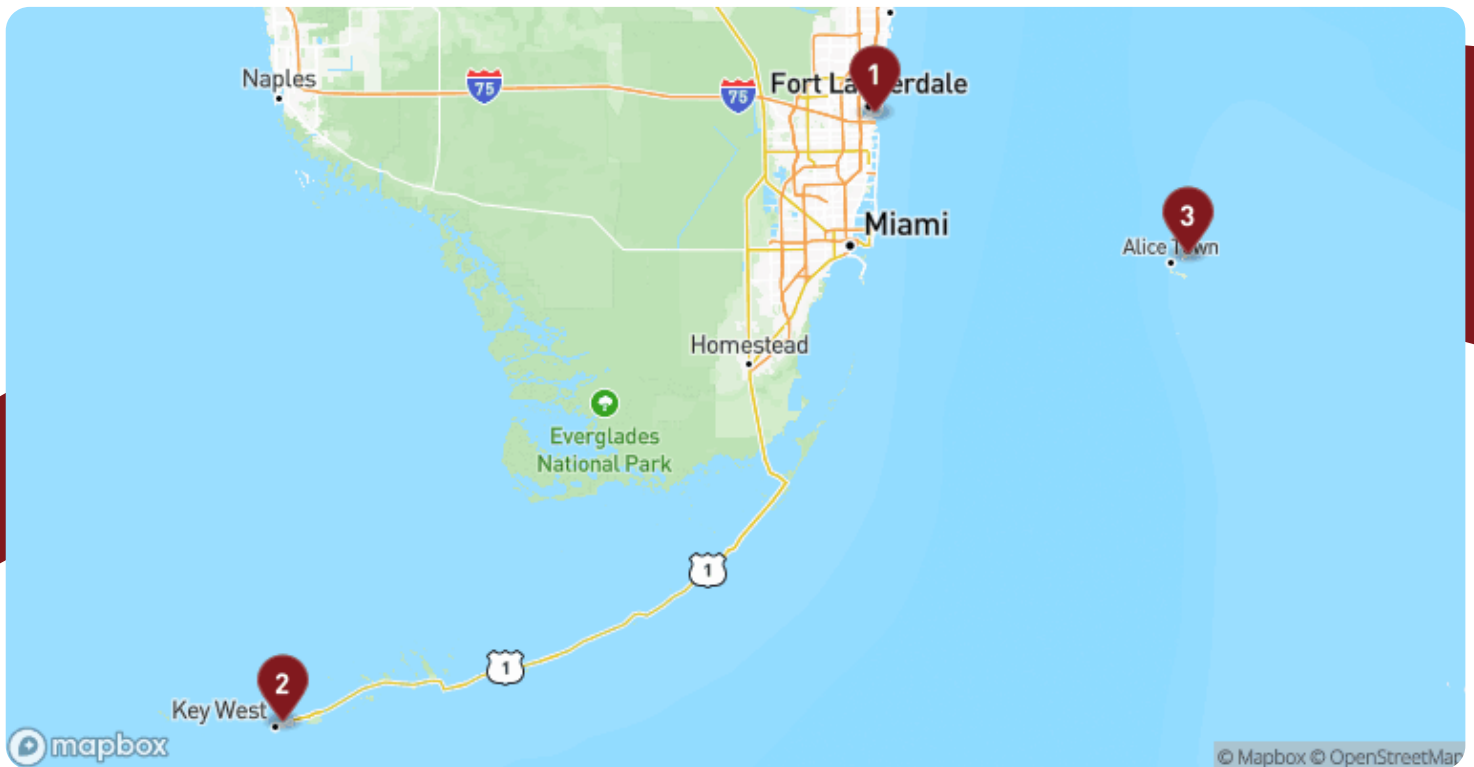 Naples
75
75
Fort Lauderdale
1
Miami
3
Alice Town
Homestead
Everglades
National Park
1
1
2
Key West
mapbox
© Mapbox © OpenStreetMap